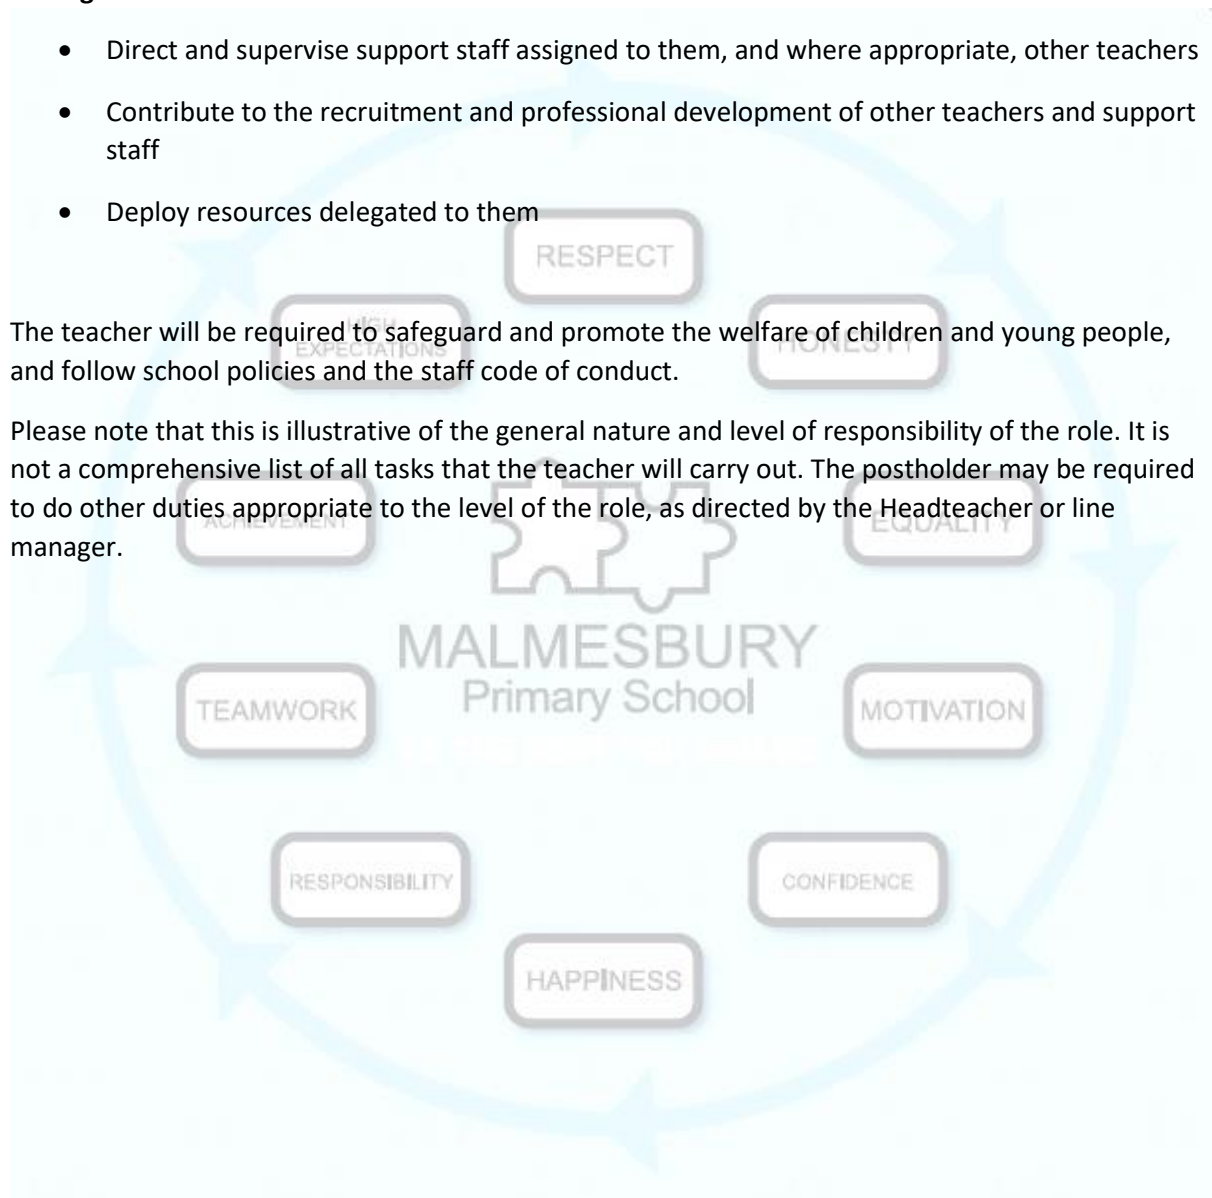 • Direct and supervise support staff assigned to them, and where appropriate, other teachers
• Contribute to the recruitment and professional development of other teachers and support
staff
• Deploy resources delegated to them
RESPECT
The teacher will be required to safeguard and promote the welfare of children and young people,
HIGH
EXPECTATIONS
HONESTY
and follow school policies and the staff code of conduct.
Please note that this is illustrative of the general nature and level of responsibility of the role. It is
not a comprehensive list of all tasks that the teacher will carry out. The postholder may be required
to do other duties appropriate to the level of the role, as directed by the Headteacher or line
ACHIEVEMENT
EQUALITY
manager.
MALMESBURY
Primary School
TEAMWORK
MOTIVATION
RESPONSIBILITY
CONFIDENCE
HAPPINESS